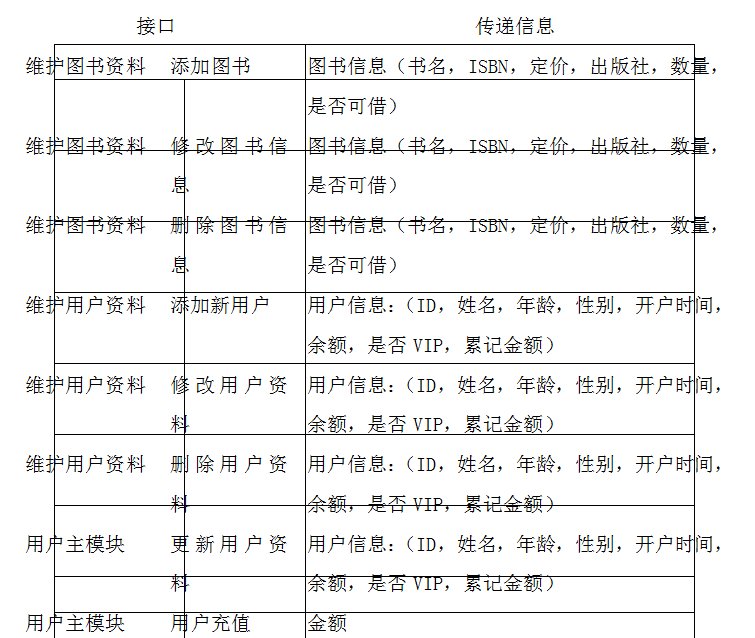 接口 传递信息
维护图书资料 添加图书 图书信息（书名，ISBN，定价，出版社，数量，
是否可借）
维护图书资料 修改图书信 图书信息（书名，ISBN，定价，出版社，数量，
息 是否可借）
维护图书资料 删除图书信 图书信息（书名，ISBN，定价，出版社，数量，
息 是否可借）
维护用户资料 添加新用户 用户信息：（ID，姓名，年龄，性别，开户时间，
余额，是否 VIP，累记金额）
维护用户资料 修改用户资 用户信息：（ID，姓名，年龄，性别，开户时间，
料 余额，是否 VIP，累记金额）
维护用户资料 删除用户资 用户信息：（ID，姓名，年龄，性别，开户时间，
料 余额，是否 VIP，累记金额）
用户主模块 更新用户资 用户信息：（ID，姓名，年龄，性别，开户时间，
料 余额，是否 VIP，累记金额）
用户主模块 用户充值 金额